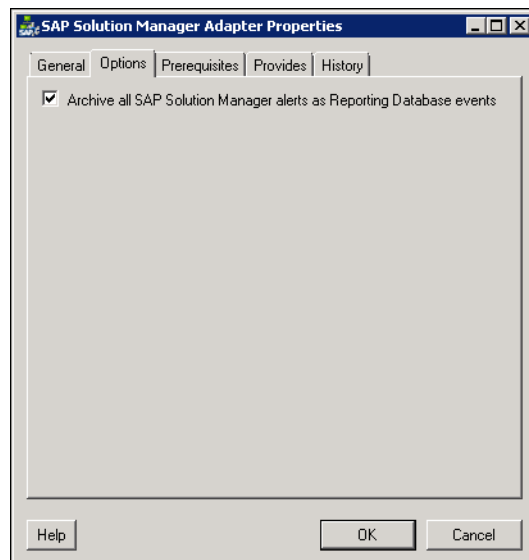 SAP Solution Manager Adapter Properties
General Options Prerequisites Provides History
Archive all SAP Solution Manager alerts as Reporting Database events
Help OK Cancel